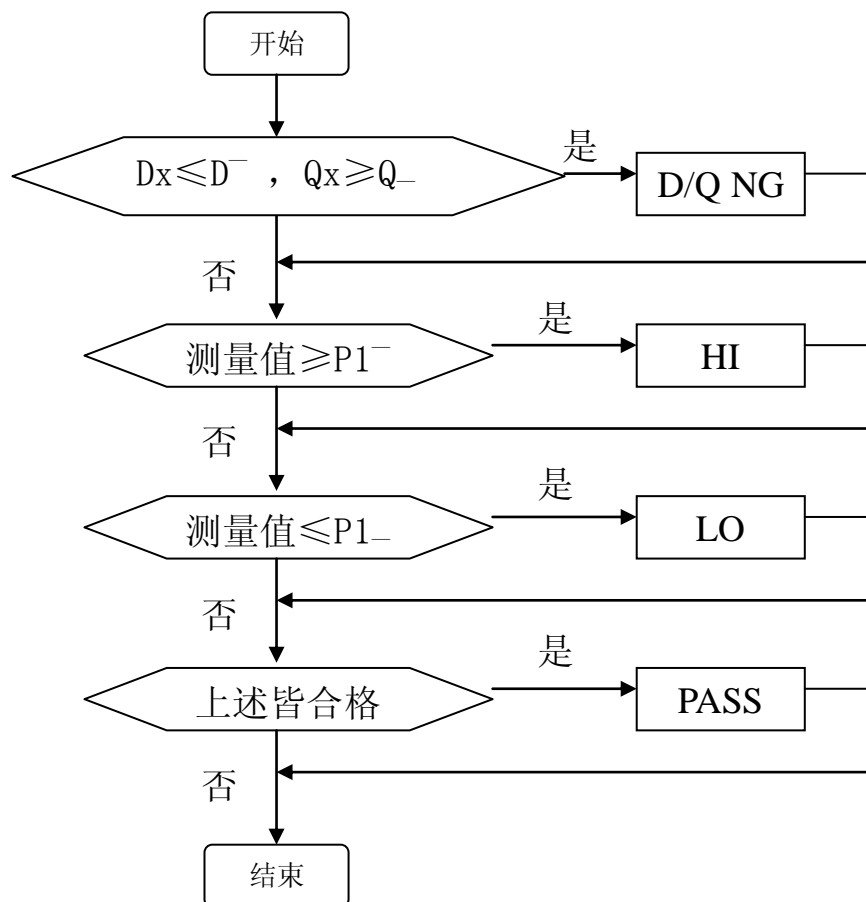 开始
Dx≤D¯ ，Qx≥Q_
是
D/Q NG
否
测量值≥P1¯
是
HI
否
测量值≤P1_
是
LO
否
上述皆合格
是
PASS
否
结束